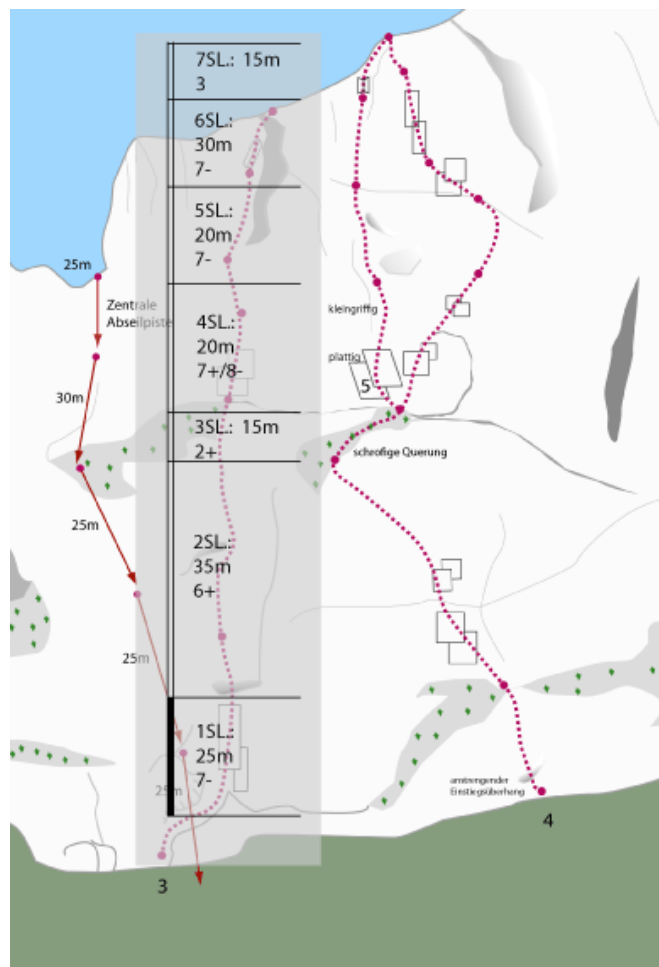 7SL.: 15m
3
6SL.:
30m
7-
5SL.:
20m
7-
25m
Zentrale
Abseilpiste
4SL.:
20m
7+/8-
kleingriffig
plattig
5
30m
3SL.: 15m
2+
schrofige Querung
25m
2SL.:
35m
6+
25m
1SL.:
25m
7-
25m
anstrengender
Einstiegsüberhang
4
3